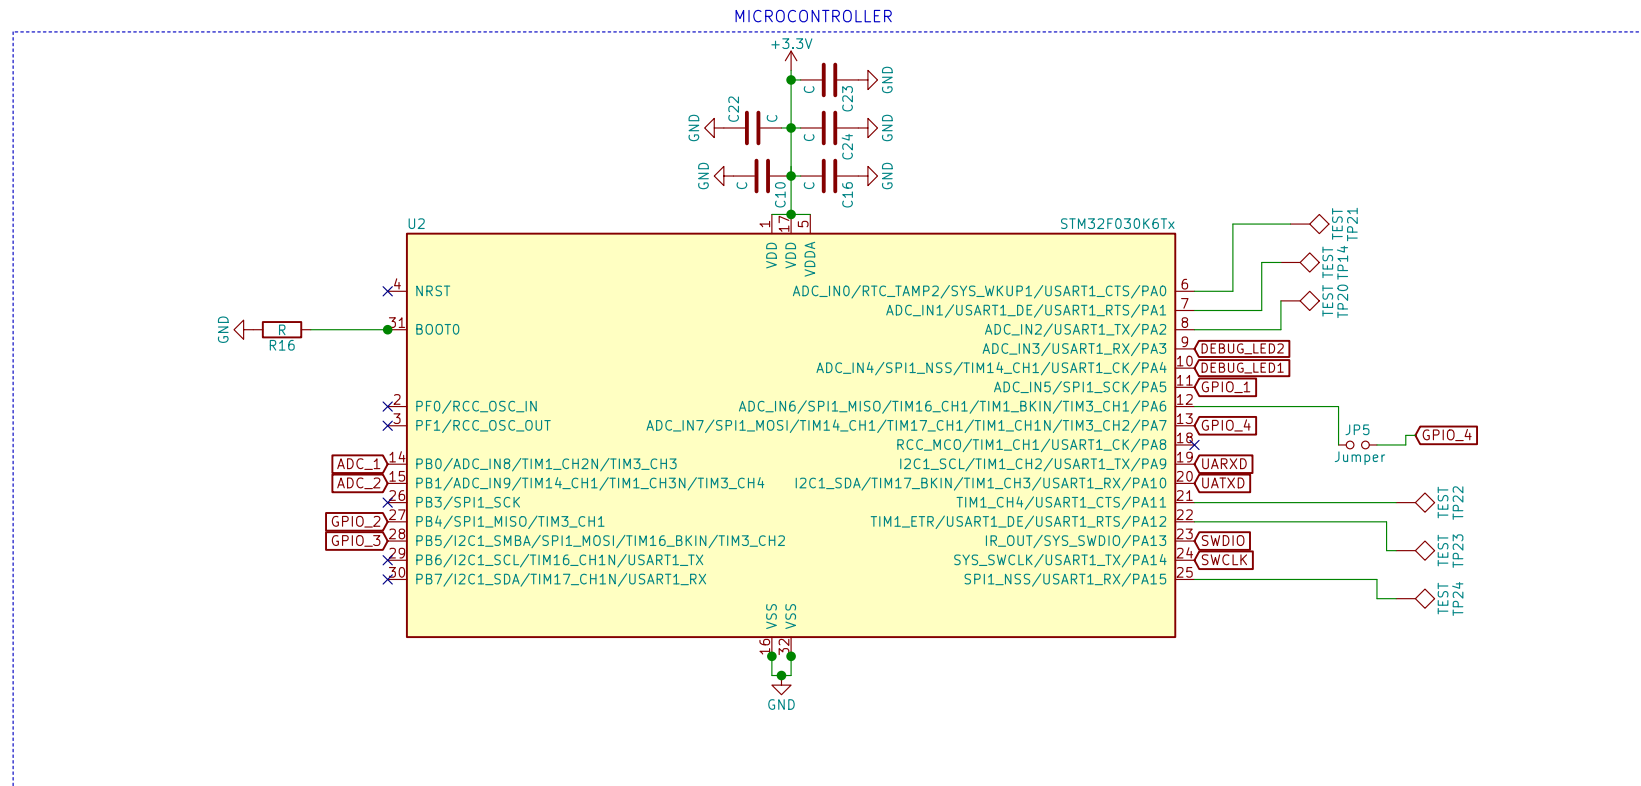 MICROCONTROLLER
+3.3V
C
C23
GND
GND
C22
C
C
C24
GND
GND
C
C10
C
C16
GND
U2
STM32F030K6Tx
1
17
5
VDD
VDD
VDDA
4
NRST
31
BOOT0
GND
R
R16
2
PF0/RCC_OSC_IN
3
PF1/RCC_OSC_OUT
ADC_1
14
PB0/ADC_IN8/TIM1_CH2N/TIM3_CH3
ADC_2
15
PB1/ADC_IN9/TIM14_CH1/TIM1_CH3N/TIM3_CH4
26
PB3/SPI1_SCK
GPIO_2
27
PB4/SPI1_MISO/TIM3_CH1
GPIO_3
28
PB5/I2C1_SMBA/SPI1_MOSI/TIM16_BKIN/TIM3_CH2
29
PB6/I2C1_SCL/TIM16_CH1N/USART1_TX
30
PB7/I2C1_SDA/TIM17_CH1N/USART1_RX
ADC_IN0/RTC_TAMP2/SYS_WKUP1/USART1_CTS/PA0
6
ADC_IN1/USART1_DE/USART1_RTS/PA1
7
ADC_IN2/USART1_TX/PA2
8
ADC_IN3/USART1_RX/PA3
9
DEBUG_LED2
ADC_IN4/SPI1_NSS/TIM14_CH1/USART1_CK/PA4
10
DEBUG_LED1
ADC_IN5/SPI1_SCK/PA5
11
GPIO_1
ADC_IN6/SPI1_MISO/TIM16_CH1/TIM1_BKIN/TIM3_CH1/PA6
12
ADC_IN7/SPI1_MOSI/TIM14_CH1/TIM17_CH1/TIM1_CH1N/TIM3_CH2/PA7
13
GPIO_4
RCC_MCO/TIM1_CH1/USART1_CK/PA8
18
I2C1_SCL/TIM1_CH2/USART1_TX/PA9
19
UARXD
I2C1_SDA/TIM17_BKIN/TIM1_CH3/USART1_RX/PA10
20
UATXD
TIM1_CH4/USART1_CTS/PA11
21
TIM1_ETR/USART1_DE/USART1_RTS/PA12
22
IR_OUT/SYS_SWDIO/PA13
23
SWDIO
SYS_SWCLK/USART1_TX/PA14
24
SWCLK
SPI1_NSS/USART1_RX/PA15
25
TEST
TP21
TEST
TP14
TEST
TP20
JP5
Jumper
GPIO_4
TEST
TP22
TEST
TP23
TEST
TP24
VSS
VSS
16
32
GND